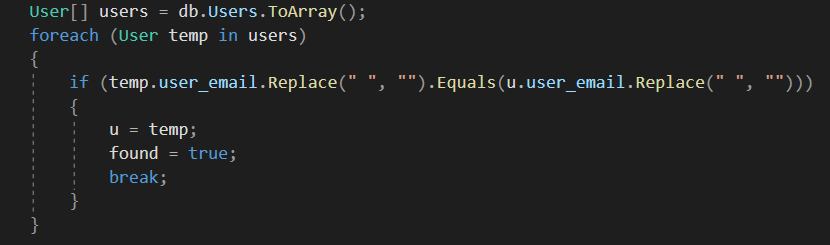 User[] users = db.Users.ToArray();
foreach (User temp in users)
{
    if (temp.user_email.Replace(" ", "").Equals(u.user_email.Replace(" ", "")))
    {
        u = temp;
        found = true;
        break;
    }
}